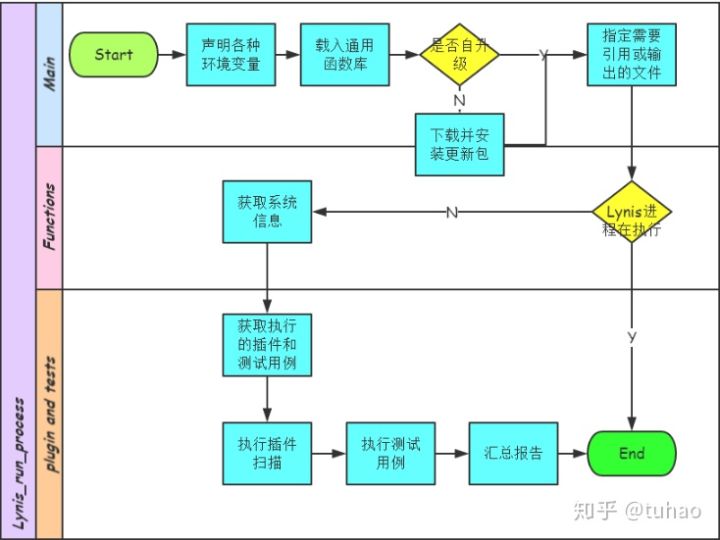 Main
Start
声明各种
环境变量
载入通用
函数库
是否自升
级
y
指定需要
引用或输
出的文件
N
下载并安
装更新包
Functions
获取系统
信息
N
Lynis进
程在执行
y
Lynis_run_process
plugin and tests
获取执行
的插件和
测试用例
执行插件
扫描
执行测试
用例
汇总报告
End
知乎 @tuhao